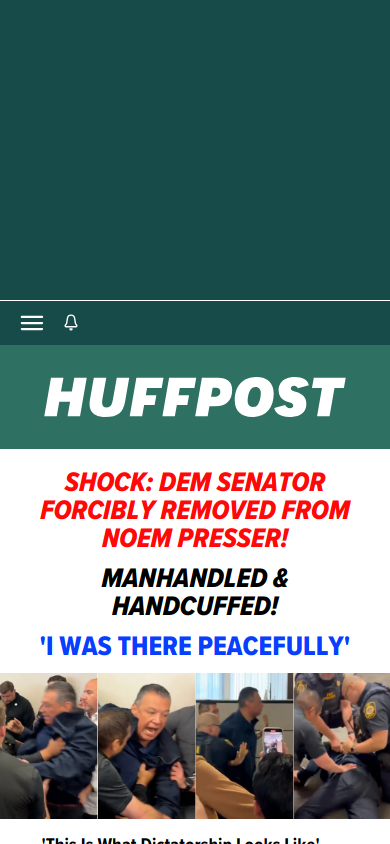 HUFFPOST
SHOCK: DEM SENATOR
FORCIBLY REMOVED FROM
NOEM PRESSER!
MANHANDLED &
HANDCUFFED!
'I WAS THERE PEACEFULLY'
'This Is What Dictatorship Looks Like'